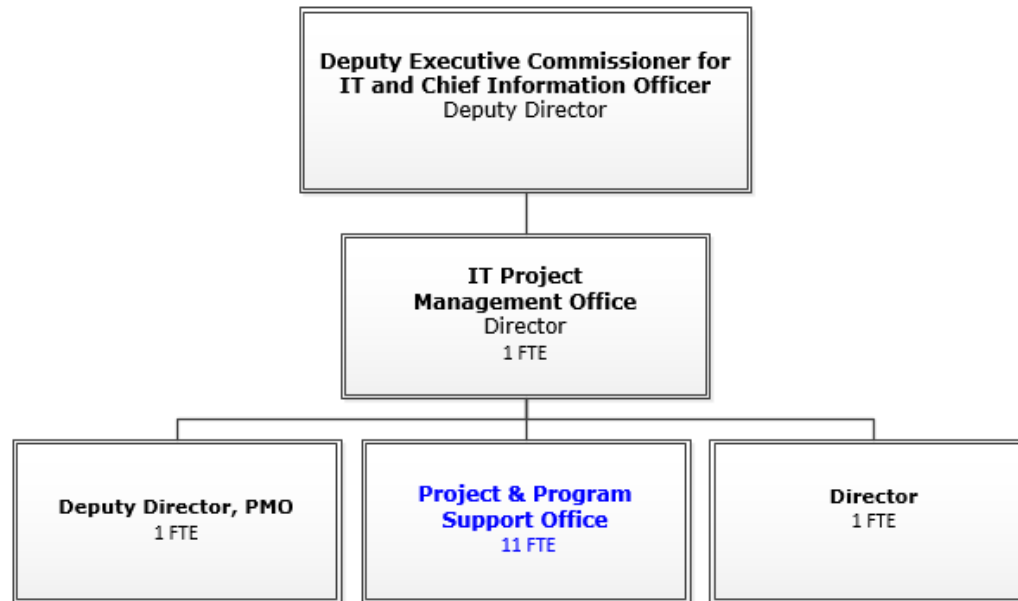 Deputy Executive Commissioner for
IT and Chief Information Officer
Deputy Director
IT Project
Management Office
Director
1 FTE
Deputy Director, PMO
1 FTE
Project & Program
Support Office
11 FTE
Director
1 FTE